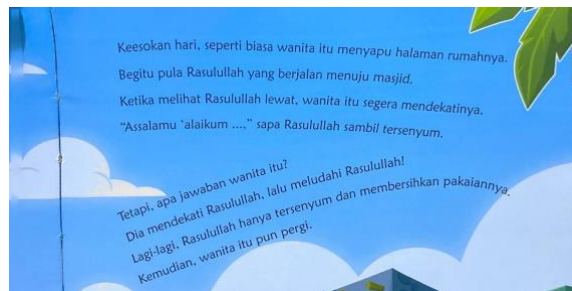 Keesokan hari, seperti biasa wanita itu menyapu halaman rumahnya.
Begitu pula Rasulullah yang berjalan menuju masjid.
Ketika melihat Rasulullah lewat, wanita itu segera mendekatinya.
“Assalamu ‘alaikum ....” sapa Rasulullah sambil tersenyum.
Tetapi, apa jawaban wanita itu?
Dia mendekati Rasulullah, lalu meludahi Rasulullah!
Lagi-lagi, Rasulullah hanya tersenyum dan membersihkan pakaiannya.
Kemudian, wanita itu pun pergi.